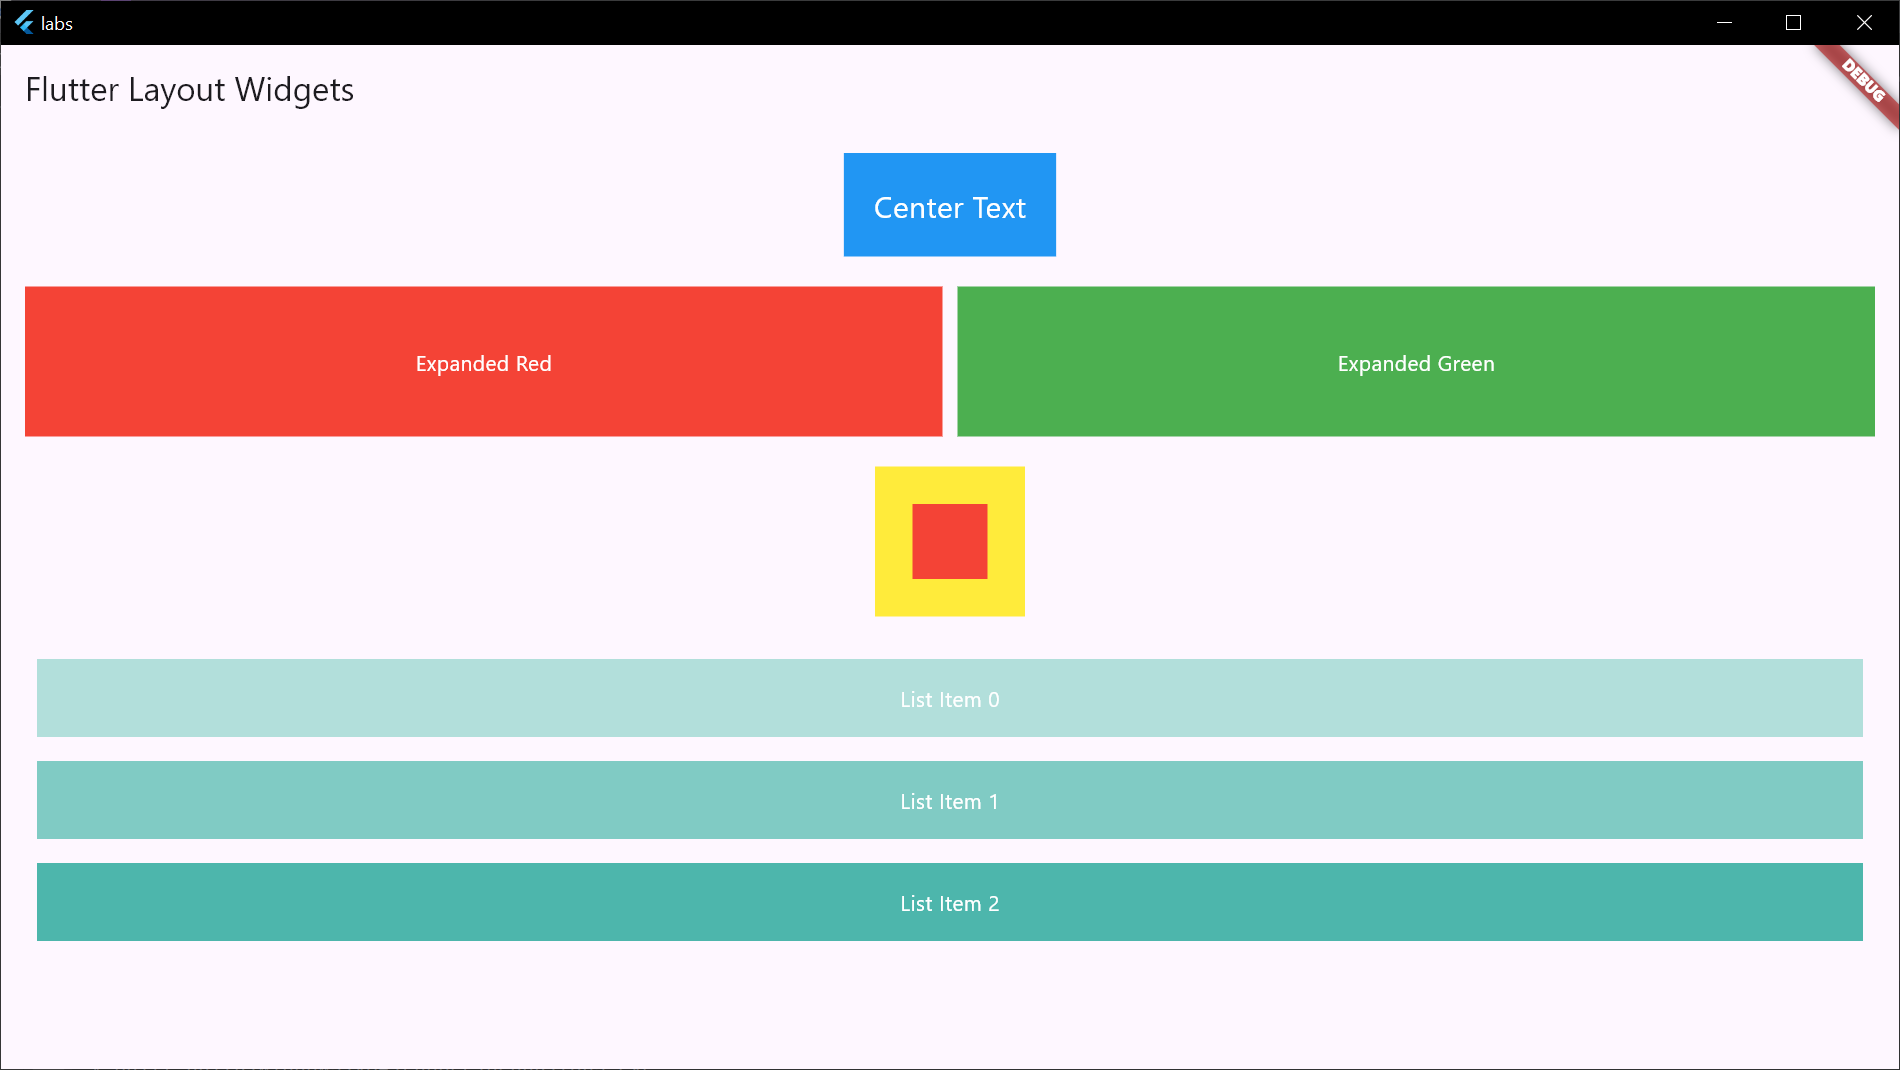 labs
DEBUG
Flutter Layout Widgets
Center Text
Expanded Red
Expanded Green
List Item 0
List Item 1
List Item 2